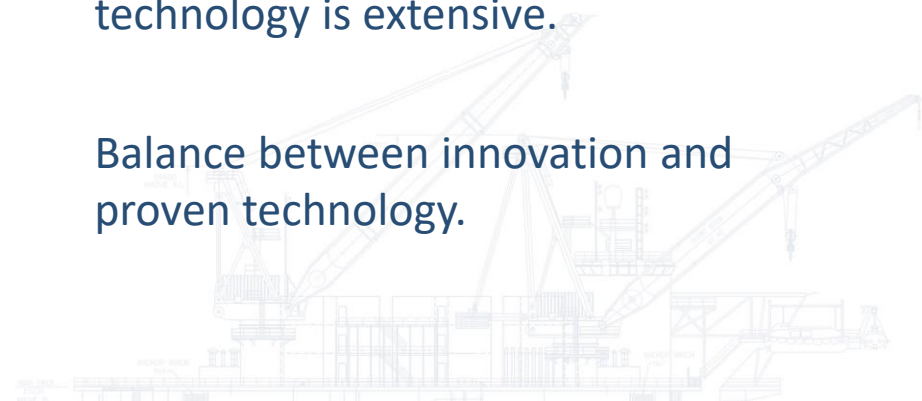 technology is extensive.
Balance between innovation and
proven technology.